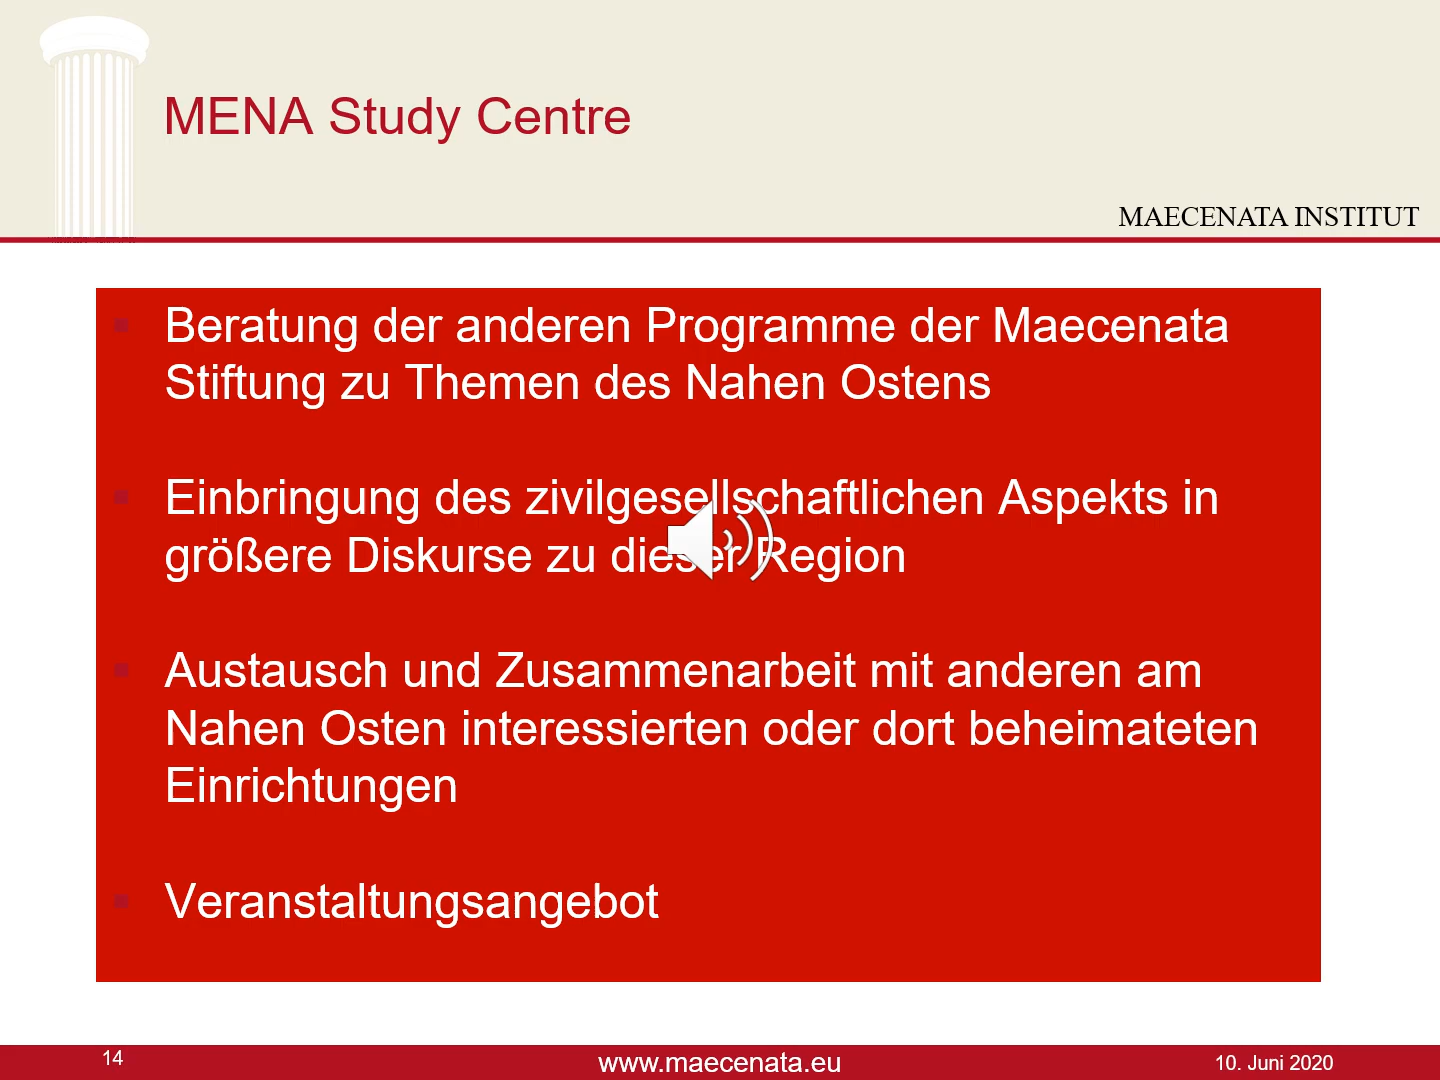 MENA Study Centre
MAECENATA INSTITUT
Beratung der anderen Programme der Maecenata
Stiftung zu Themen des Nahen Ostens
Einbringung des zivilgesellschaftlichen Aspekts in
größere Diskurse zu dieser Region
Austausch und Zusammenarbeit mit anderen am
Nahen Osten interessierten oder dort beheimateten
Einrichtungen
Veranstaltungsangebot
14
www.maecenata.eu
10. Juni 2020